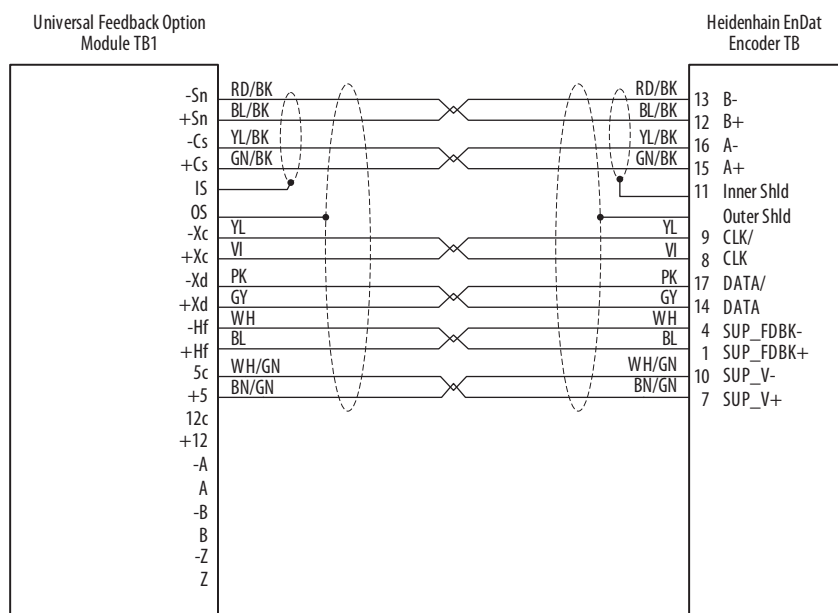 Universal Feedback Option
Module TB1
Heidenhain EnDat
Encoder TB
-Sn RD/BK RD/BK 13 B-
+Sn BL/BK BL/BK 12 B+
-Cs YL/BK YL/BK 16 A-
+Cs GN/BK GN/BK 15 A+
IS 11 Inner Shld
OS Outer Shld
-Xc YL YL 9 CLK/
+Xc VI VI 8 CLK
-Xd PK PK 17 DATA/
+Xd GY GY 14 DATA
-Hf WH WH 4 SUP_FDBK-
+Hf BL BL 1 SUP_FDBK+
5c WH/GN WH/GN 10 SUP_V-
+5 BN/GN BN/GN 7 SUP_V+
12c
+12
-A
A
-B
B
-Z
Z